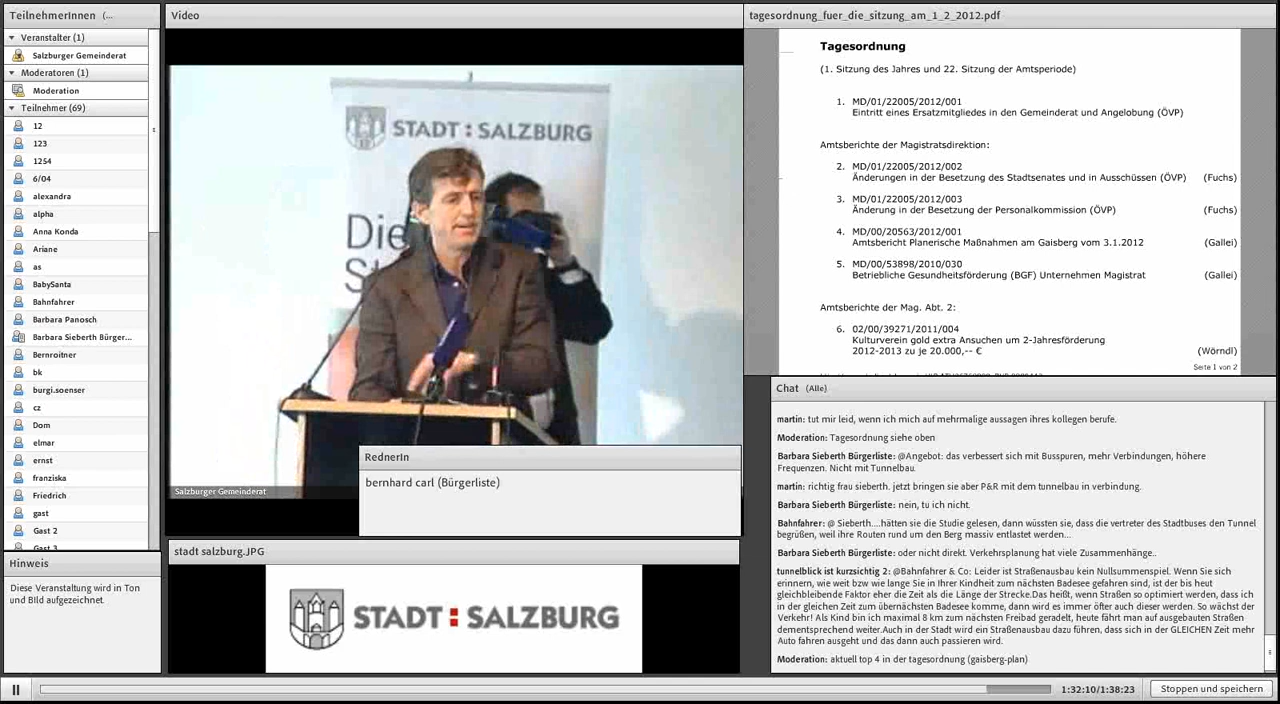 TeilnehmerInnen (...
Veranstalter (1)
Salzburger Gemeinderat
Moderatoren (1)
Moderation
Teilnehmer (69)
12
123
1254
6/04
alexandra
alpha
Anna Konda
Ariane
as
BabySanta
Bahnfahrer
Barbara Panosch
Barbara Sieberth Bürger...
Bernroitner
bk
burgi.soenser
cz
Dom
elmar
ernst
franziska
Friedrich
gast
Gast 2
Gast 3
Hinweis
Diese Veranstaltung wird in Ton
und BIld aufgezeichnet.
Video
STADT : SALZBURG
Die
St
Salzburger Gemeinderat
RednerIn
bernhard carl (Bürgerliste)
stadt salzburg.JPG
STADT : SALZBURG
tagesordnung_fuer_die_sitzung_am_1_2_2012.pdf
Tagesordnung
(1. Sitzung des Jahres und 22. Sitzung der Amtsperiode)
1. MD/01/22005/2012/001
Eintritt eines Ersatzmitgliedes in den Gemeinderat und Angelobung (ÖVP)
Amtsberichte der Magistratsdirektion:
2. MD/01/22005/2012/002
Änderungen in der Besetzung des Stadtsenates und in Ausschüssen (ÖVP) (Fuchs)
3. MD/01/22005/2012/003
Änderung in der Besetzung der Personalkommission (ÖVP) (Fuchs)
4. MD/00/20563/2012/001
Amtsbericht Planerische Maßnahmen am Gaisberg vom 3.1.2012 (Gallei)
5. MD/00/53898/2010/030
Betriebliche Gesundheitsförderung (BGF) Unternehmen Magistrat (Gallei)
Amtsberichte der Mag. Abt. 2:
6. 02/00/39271/2011/004
Kulturverein gold extra Ansuchen um 2-Jahresförderung
2012-2013 zu je 20.000,-- € (Wörndl)
Seite 1 von 2
Chat (Alle)
martin: tut mir leid, wenn ich mich auf mehrmalige aussagen ihres kollegen berufe.
Moderation: Tagesordnung siehe oben
Barbara Sieberth Bürgerliste: @Angebot: das verbessert sich mit Busspuren, mehr Verbindungen, höhere
Frequenzen. Nicht mit Tunnelbau.
martin: richtig frau sieberth. jetzt bringen sie aber P&R mit dem tunnelbau in verbindung.
Barbara Sieberth Bürgerliste: nein, tu ich nicht.
Bahnfahrer: @ Sieberth....hätten sie die Studie gelesen, dann wüssten sie, dass die vertreter des Stadtbuses den Tunnel
begrüßen, weil ihre Routen rund um den Berg massiv entlastet werden...
Barbara Sieberth Bürgerliste: oder nicht direkt. Verkehrsplanung hat viele Zusammenhänge..
tunnelblick ist kurzsichtig 2: @Bahnfahrer & Co: Leider ist Straßenausbau kein Nullsummenspiel. Wenn Sie sich
erinnern, wie weit bzw wie lange Sie in Ihrer Kindheit zum nächsten Badesee gefahren sind, ist der bis heut
gleichbleibende Faktor eher die Zeit als die Länge der Strecke.Das heißt, wenn Straßen so optimiert werden, dass ich
in der gleichen Zeit zum übernächsten Badesee komme, dann wird es immer öfter auch dieser werden. So wächst der
Verkehr! Als Kind bin ich maximal 8 km zum nächsten Freibad geradelt, heute fährt man auf ausgebauten Straßen
dementsprechend weiter.Auch in der Stadt wird ein Straßenausbau dazu führen, dass sich in der GLEICHEN Zeit mehr
Auto fahren ausgeht und das dann auch passieren wird.
Moderation: aktuell top 4 in der tagesordnung (gaisberg-plan)
1:32:10/1:38:23
Stoppen und speichern